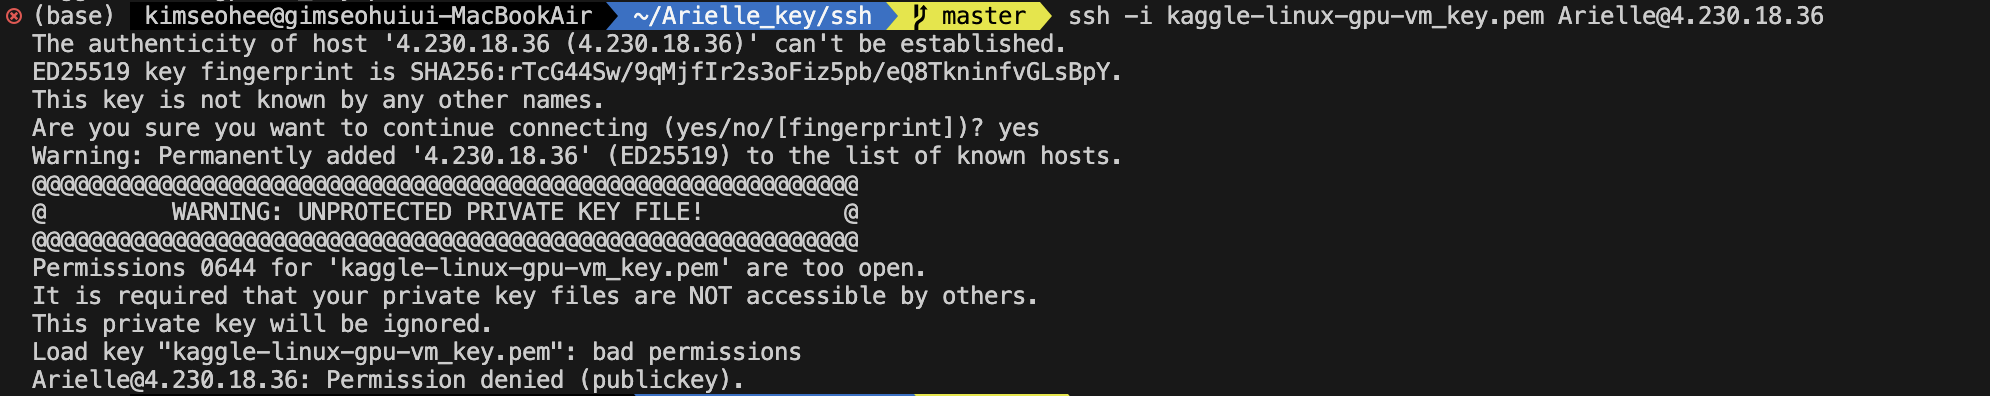 (base) kimseohee@gimseohuiui-MacBookAir ~/Arielle_key/ssh master ssh -i kaggle-linux-gpu-vm_key.pem Arielle@4.230.18.36
The authenticity of host '4.230.18.36 (4.230.18.36)' can't be established.
ED25519 key fingerprint is SHA256:rTcG44Sw/9qMjfIr2s3oFiz5pb/eQ8TkninfvGLsBpY.
This key is not known by any other names.
Are you sure you want to continue connecting (yes/no/[fingerprint])? yes
Warning: Permanently added '4.230.18.36' (ED25519) to the list of known hosts.
@@@@@@@@@@@@@@@@@@@@@@@@@@@@@@@@@@@@@@@@@@@@@@@@@@@@@@@@@@@
@         WARNING: UNPROTECTED PRIVATE KEY FILE!          @
@@@@@@@@@@@@@@@@@@@@@@@@@@@@@@@@@@@@@@@@@@@@@@@@@@@@@@@@@@@
Permissions 0644 for 'kaggle-linux-gpu-vm_key.pem' are too open.
It is required that your private key files are NOT accessible by others.
This private key will be ignored.
Load key "kaggle-linux-gpu-vm_key.pem": bad permissions
Arielle@4.230.18.36: Permission denied (publickey).